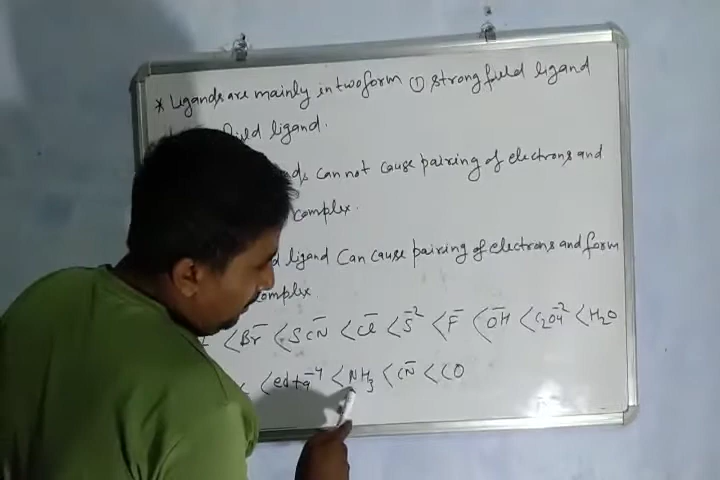 * Ligands are mainly in two form ① strong field ligand
field ligand.
can not cause pairing of electrons and
complex.
ligand Can cause pairing of electrons and form
complex.
< Br⁻ < SCN⁻ < Cl⁻ < S⁻² < F⁻ < OH⁻ < C₂O₄⁻² < H₂O
< edta⁻⁴ < NH₃ < CN⁻ < CO